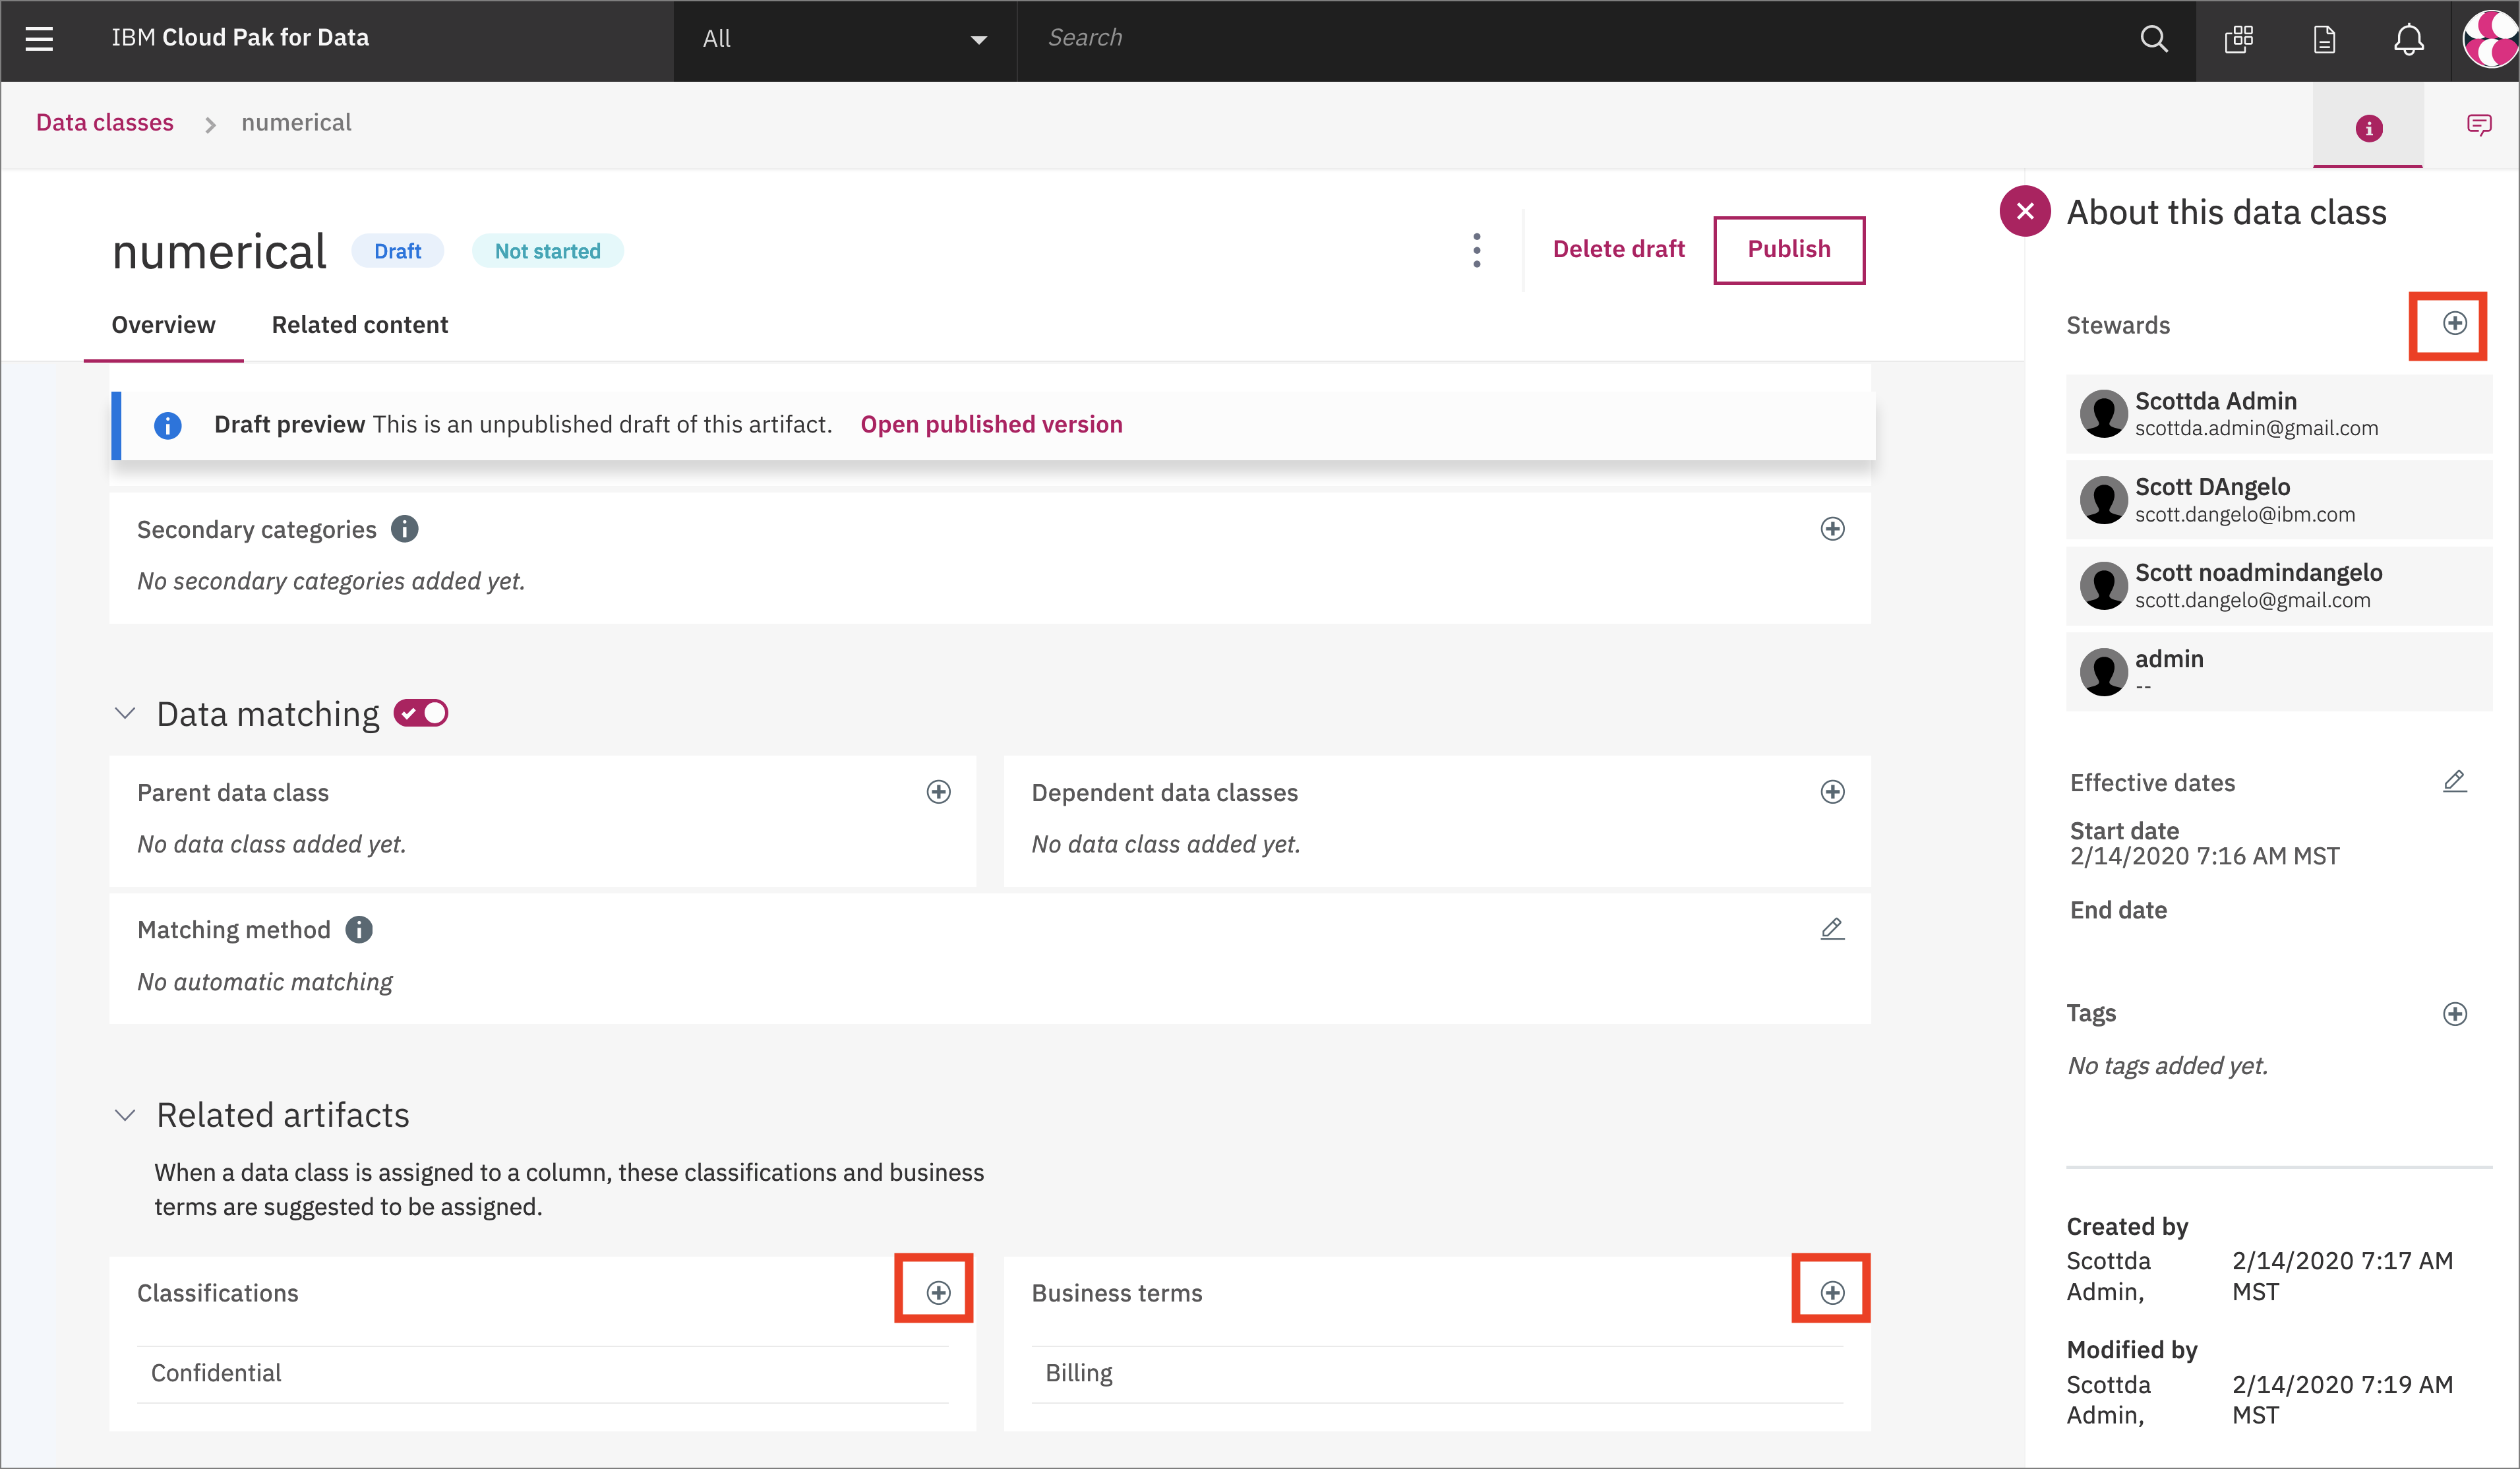 IBM Cloud Pak for Data
All
Search
Data classes
numerical
numerical
Draft
Not started
Delete draft
Publish
Overview
Related content
Draft preview This is an unpublished draft of this artifact. Open published version
Secondary categories
No secondary categories added yet.
Data matching
Parent data class
No data class added yet.
Dependent data classes
No data class added yet.
Matching method
No automatic matching
Related artifacts
When a data class is assigned to a column, these classifications and business
terms are suggested to be assigned.
Classifications
Confidential
Business terms
Billing
About this data class
Stewards
Scottda Admin
scottda.admin@gmail.com
Scott DAngelo
scott.dangelo@ibm.com
Scott noadmindangelo
scott.dangelo@gmail.com
admin
--
Effective dates
Start date
2/14/2020 7:16 AM MST
End date
Tags
No tags added yet.
Created by
Scottda 2/14/2020 7:17 AM
Admin, MST
Modified by
Scottda 2/14/2020 7:19 AM
Admin, MST